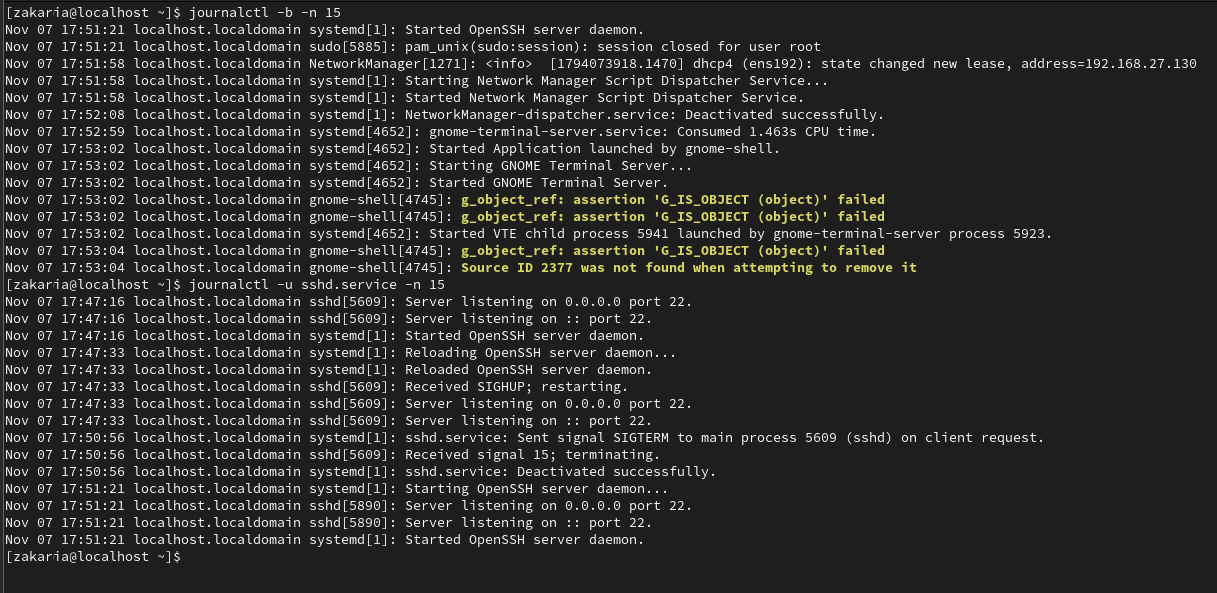 [zakaria@localhost ~]$ journalctl -b -n 15
Nov 07 17:51:21 localhost.localdomain systemd[1]: Started OpenSSH server daemon.
Nov 07 17:51:21 localhost.localdomain sudo[5885]: pam_unix(sudo:session): session closed for user root
Nov 07 17:51:58 localhost.localdomain NetworkManager[1271]: <info>  [1794073918.1470] dhcp4 (ens192): state changed new lease, address=192.168.27.130
Nov 07 17:51:58 localhost.localdomain systemd[1]: Starting Network Manager Script Dispatcher Service...
Nov 07 17:51:58 localhost.localdomain systemd[1]: Started Network Manager Script Dispatcher Service.
Nov 07 17:52:08 localhost.localdomain systemd[1]: NetworkManager-dispatcher.service: Deactivated successfully.
Nov 07 17:52:59 localhost.localdomain systemd[4652]: gnome-terminal-server.service: Consumed 1.463s CPU time.
Nov 07 17:53:02 localhost.localdomain systemd[4652]: Started Application launched by gnome-shell.
Nov 07 17:53:02 localhost.localdomain systemd[4652]: Starting GNOME Terminal Server...
Nov 07 17:53:02 localhost.localdomain systemd[4652]: Started GNOME Terminal Server.
Nov 07 17:53:02 localhost.localdomain gnome-shell[4745]: g_object_ref: assertion 'G_IS_OBJECT (object)' failed
Nov 07 17:53:02 localhost.localdomain gnome-shell[4745]: g_object_ref: assertion 'G_IS_OBJECT (object)' failed
Nov 07 17:53:02 localhost.localdomain systemd[4652]: Started VTE child process 5941 launched by gnome-terminal-server process 5923.
Nov 07 17:53:04 localhost.localdomain gnome-shell[4745]: g_object_ref: assertion 'G_IS_OBJECT (object)' failed
Nov 07 17:53:04 localhost.localdomain gnome-shell[4745]: Source ID 2377 was not found when attempting to remove it
[zakaria@localhost ~]$ journalctl -u sshd.service -n 15
Nov 07 17:47:16 localhost.localdomain sshd[5609]: Server listening on 0.0.0.0 port 22.
Nov 07 17:47:16 localhost.localdomain sshd[5609]: Server listening on :: port 22.
Nov 07 17:47:16 localhost.localdomain systemd[1]: Started OpenSSH server daemon.
Nov 07 17:47:33 localhost.localdomain systemd[1]: Reloading OpenSSH server daemon...
Nov 07 17:47:33 localhost.localdomain systemd[1]: Reloaded OpenSSH server daemon.
Nov 07 17:47:33 localhost.localdomain sshd[5609]: Received SIGHUP; restarting.
Nov 07 17:47:33 localhost.localdomain sshd[5609]: Server listening on 0.0.0.0 port 22.
Nov 07 17:47:33 localhost.localdomain sshd[5609]: Server listening on :: port 22.
Nov 07 17:50:56 localhost.localdomain systemd[1]: sshd.service: Sent signal SIGTERM to main process 5609 (sshd) on client request.
Nov 07 17:50:56 localhost.localdomain sshd[5609]: Received signal 15; terminating.
Nov 07 17:50:56 localhost.localdomain systemd[1]: sshd.service: Deactivated successfully.
Nov 07 17:51:21 localhost.localdomain systemd[1]: Starting OpenSSH server daemon...
Nov 07 17:51:21 localhost.localdomain sshd[5890]: Server listening on 0.0.0.0 port 22.
Nov 07 17:51:21 localhost.localdomain sshd[5890]: Server listening on :: port 22.
Nov 07 17:51:21 localhost.localdomain systemd[1]: Started OpenSSH server daemon.
[zakaria@localhost ~]$